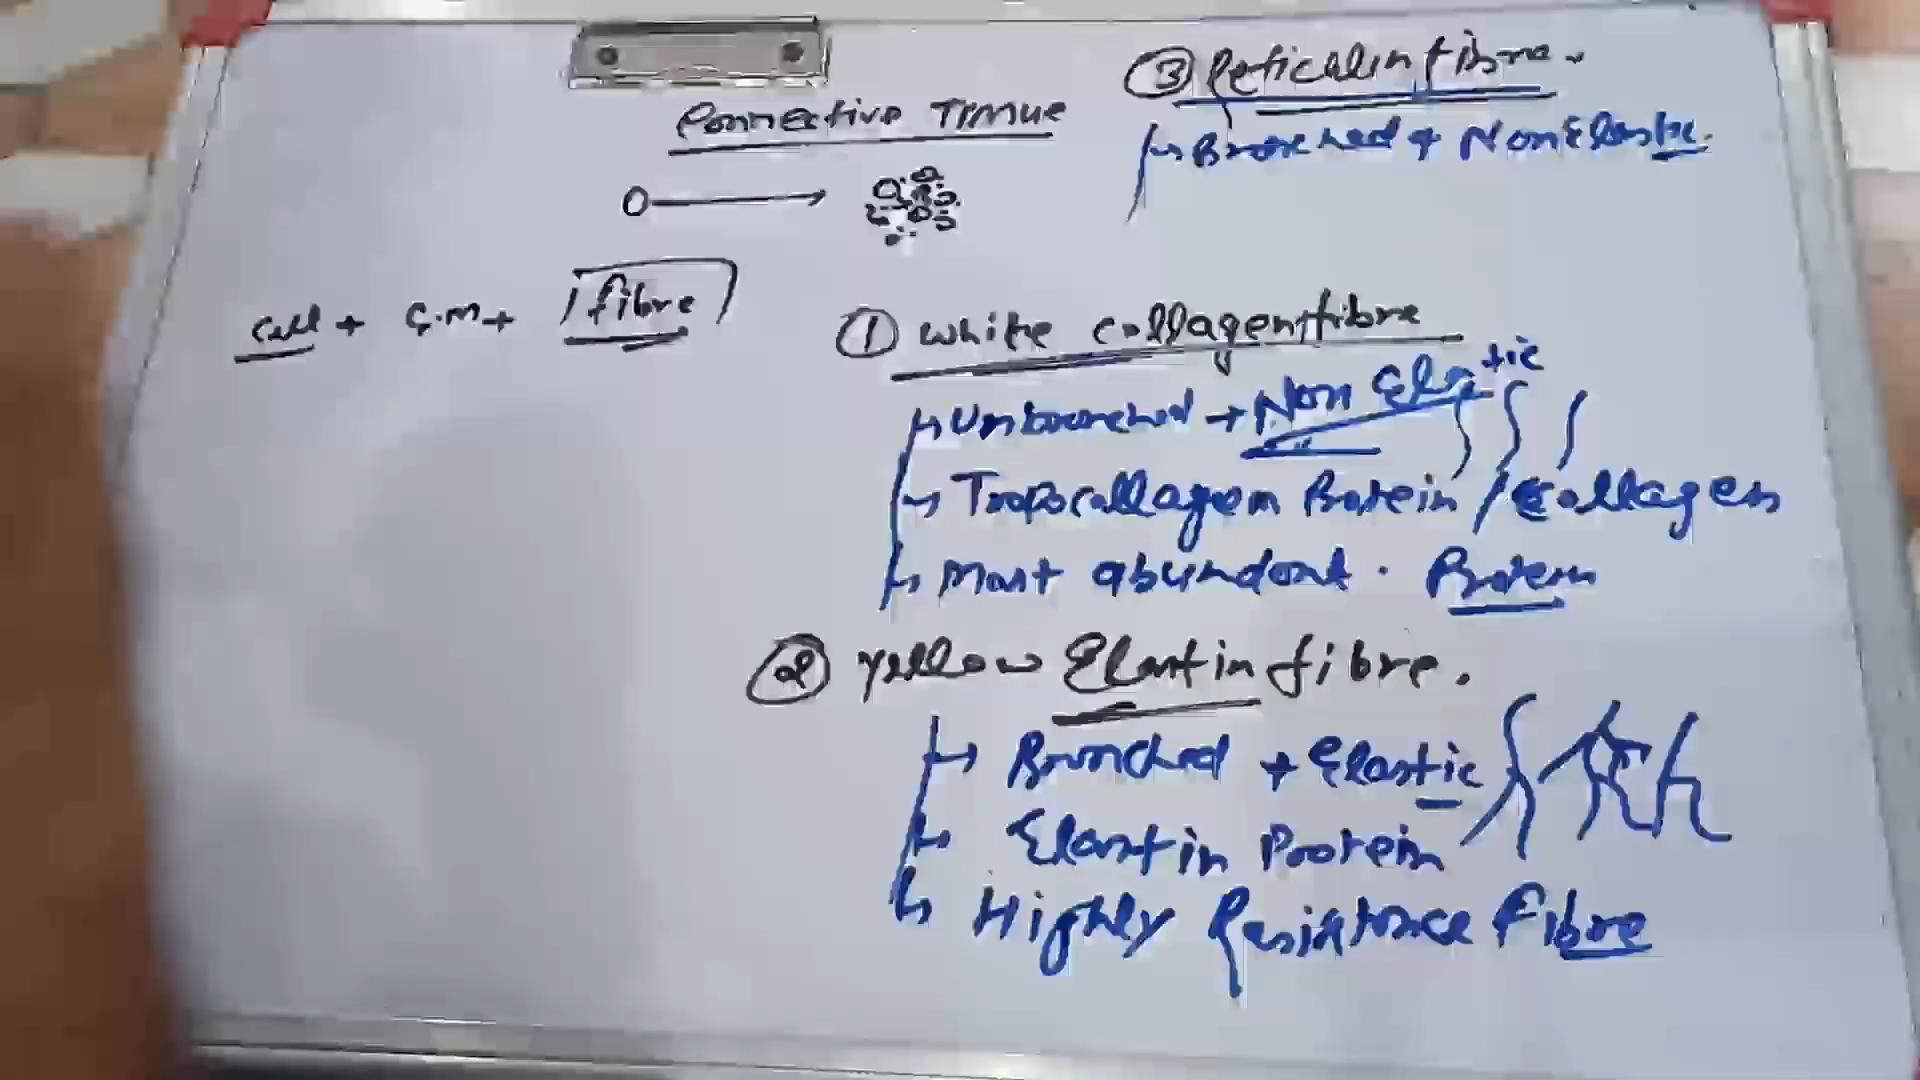 Connective Tissue
Cell + G.M + fibre
① White collagen fibre
Unbranched + Non Elastic
Tropocollagen Protein / Collagen
Most abundant. Protein
② Yellow Elastin fibre.
Branched + Elastic
Elastin Protein
Highly Resistance Fibre
③ Reticulin fibre.
Branched + Non Elastic.